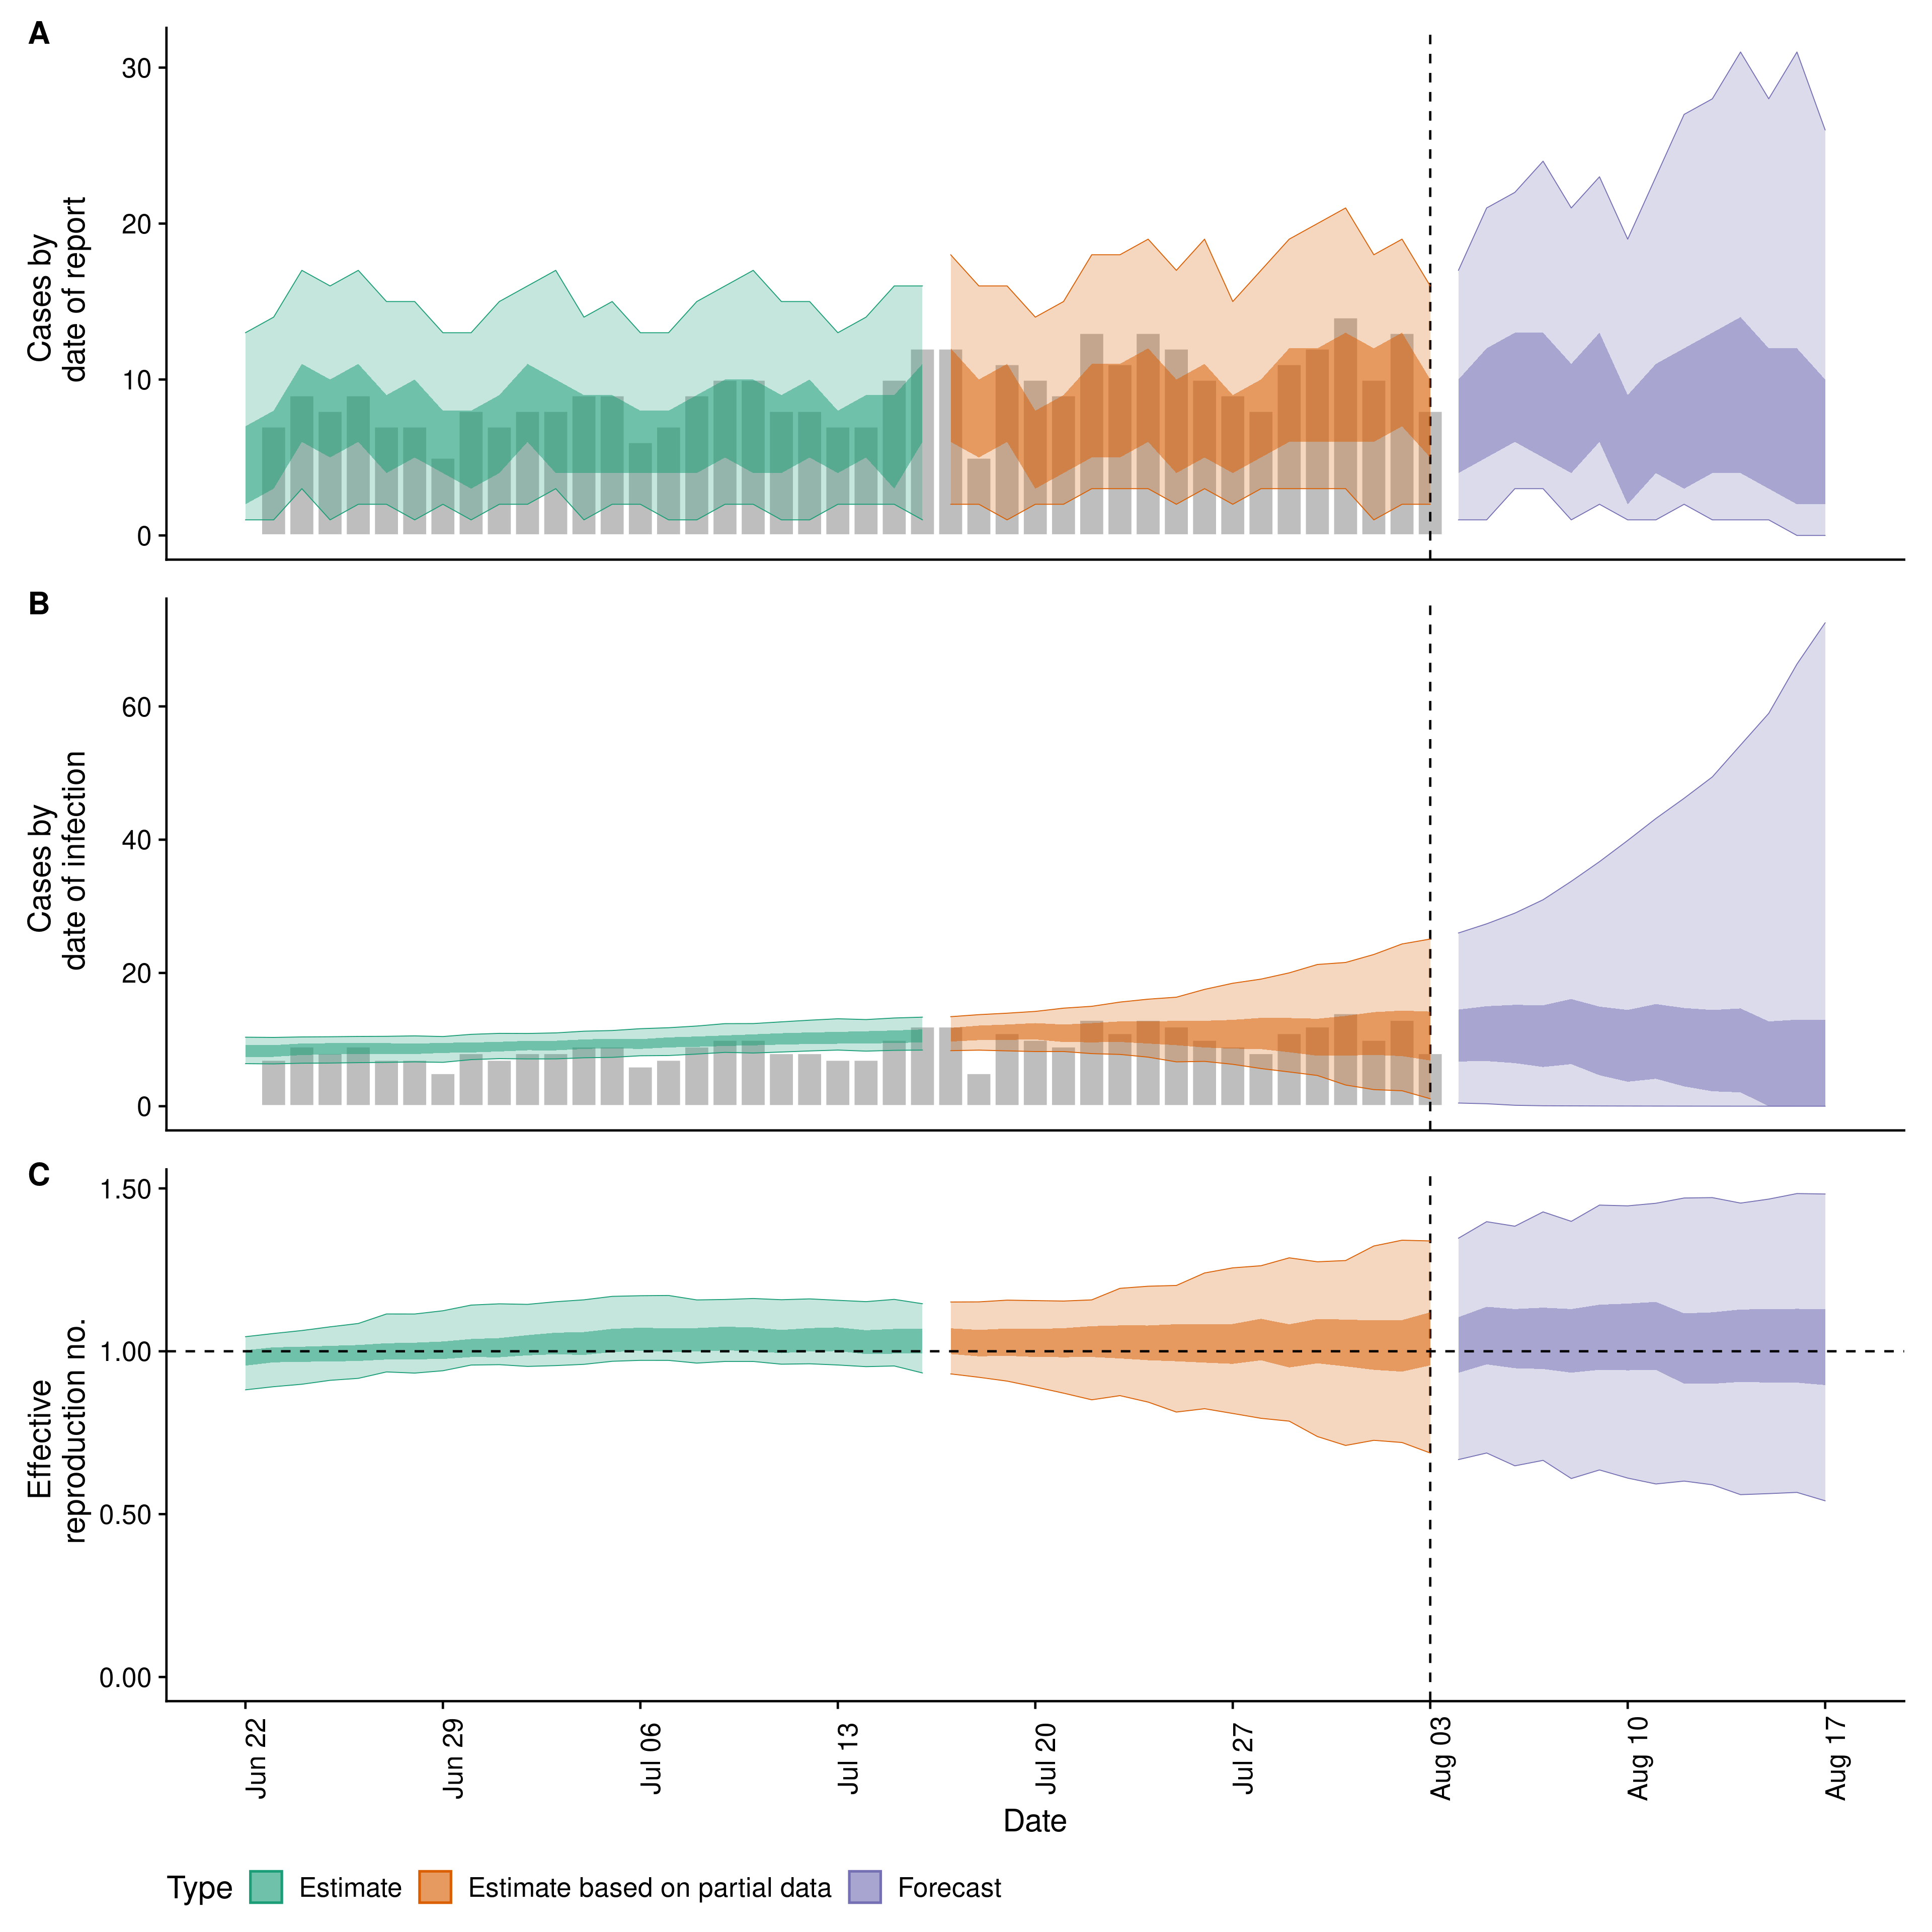 A
30
20
10
0
Cases by
date of report
B
60
40
20
0
Cases by
date of infection
C
1.50
1.00
0.50
0.00
Effective
reproduction no.
Jun 22
Jun 29
Jul 06
Jul 13
Jul 20
Jul 27
Aug 03
Aug 10
Aug 17
Date
Type Estimate Estimate based on partial data Forecast